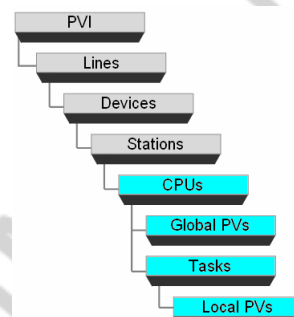 PVI
Lines
Devices
Stations
CPUs
Global PVs
Tasks
Local PVs